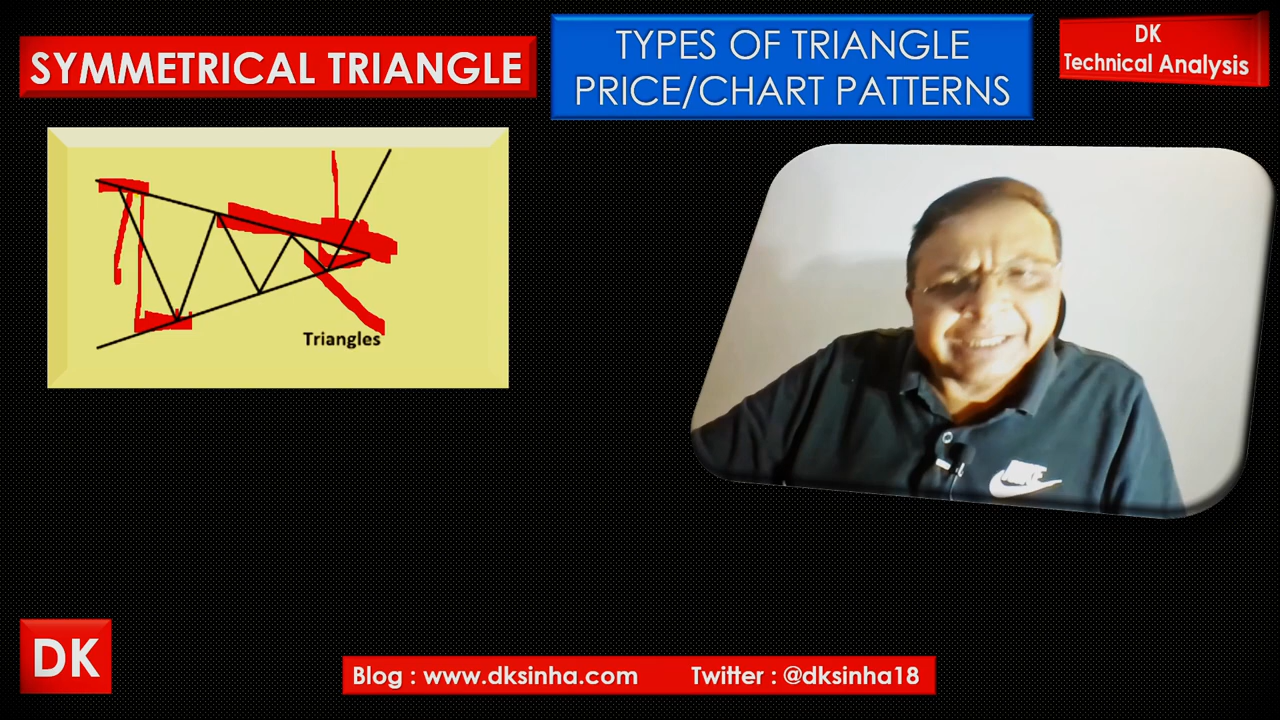 SYMMETRICAL TRIANGLE
TYPES OF TRIANGLE
PRICE/CHART PATTERNS
DK
Technical Analysis
Triangles
DK
Blog : www.dksinha.com Twitter : @dksinha18